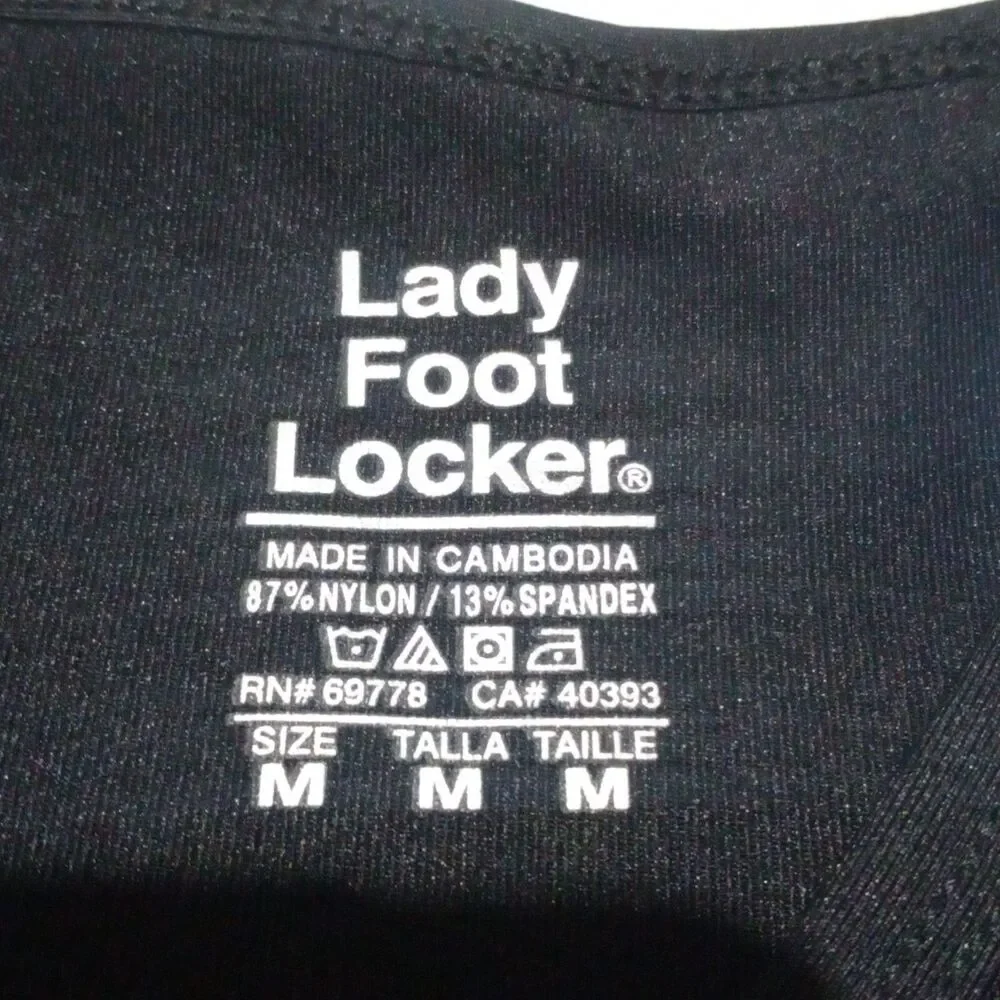 Lady
Foot
Locker®
MADE IN CAMBODIA
87% NYLON / 13% SPANDEX
RN# 69778 CA# 40393
SIZE TALLA TAILLE
M M M